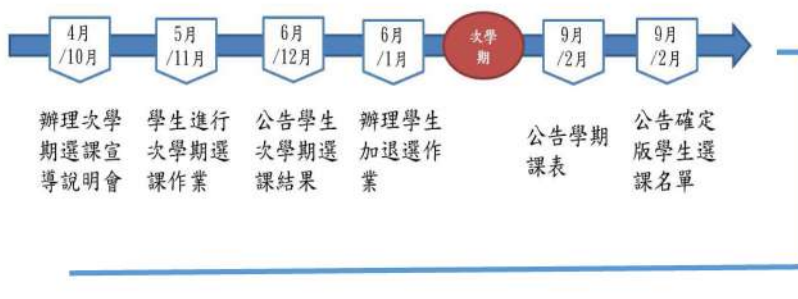 4月
/10月
5月
/11月
6月
/12月
6月
/1月
次學
期
9月
/2月
9月
/2月
辦理次學
期選課宣
導說明會
學生進行
次學期選
課作業
公告學生
次學期選
課結果
辦理學生
加退選作
業
公告學期
課表
公告確定
版學生選
課名單